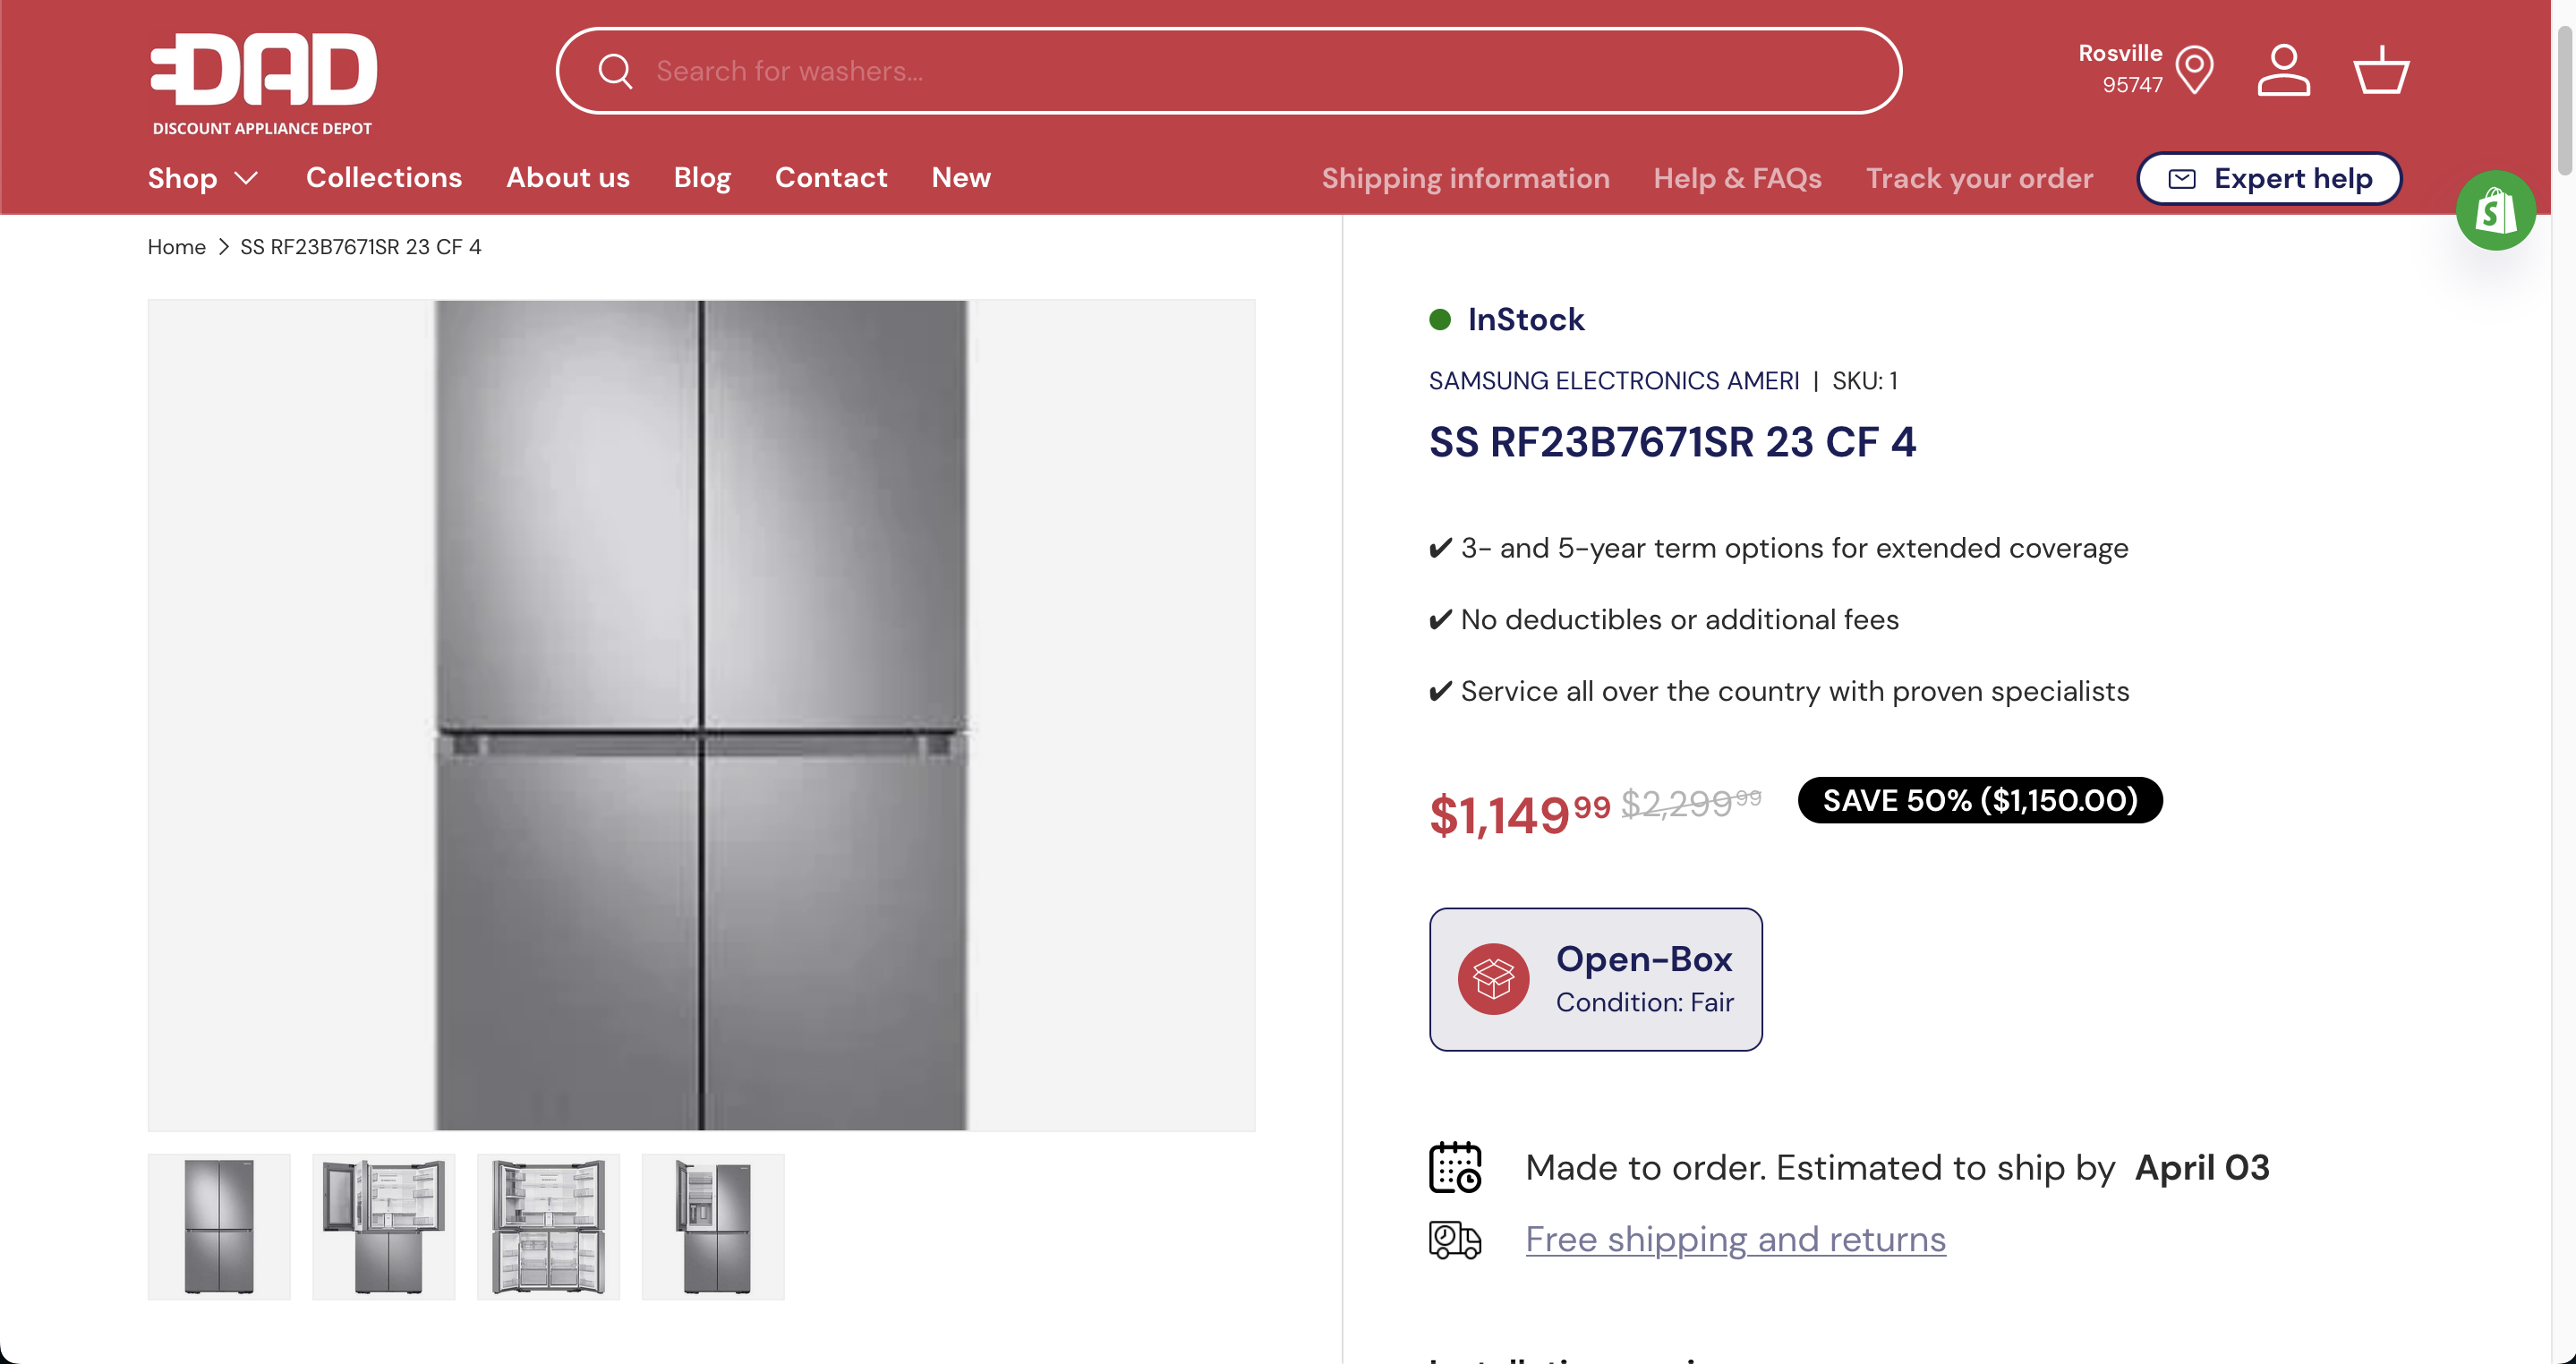 DAD
DISCOUNT APPLIANCE DEPOT
Search for washers...
Rosville
95747
Shop
Collections
About us
Blog
Contact
New
Shipping information
Help & FAQs
Track your order
Expert help
Home > SS RF23B7671SR 23 CF 4
InStock
SAMSUNG ELECTRONICS AMERI | SKU: 1
SS RF23B7671SR 23 CF 4
✔ 3- and 5-year term options for extended coverage
✔ No deductibles or additional fees
✔ Service all over the country with proven specialists
$1,149.99 $2,299.99 SAVE 50% ($1,150.00)
Open-Box
Condition: Fair
Made to order. Estimated to ship by April 03
Free shipping and returns